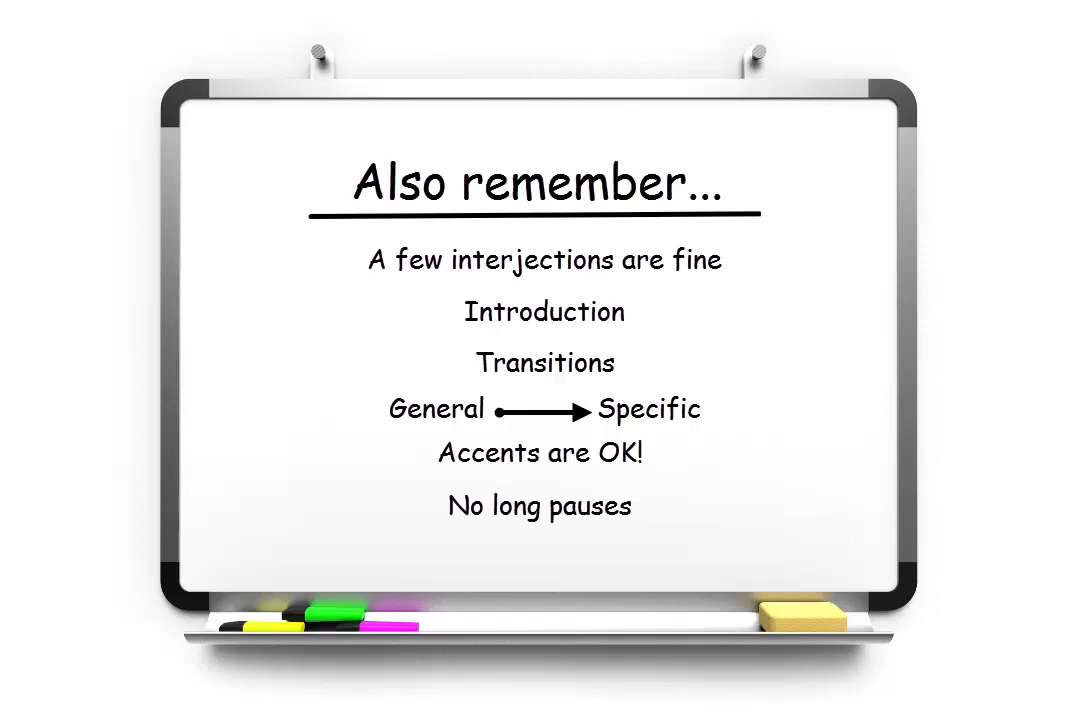 Also remember...
A few interjections are fine
Introduction
Transitions
General Specific
Accents are OK!
No long pauses